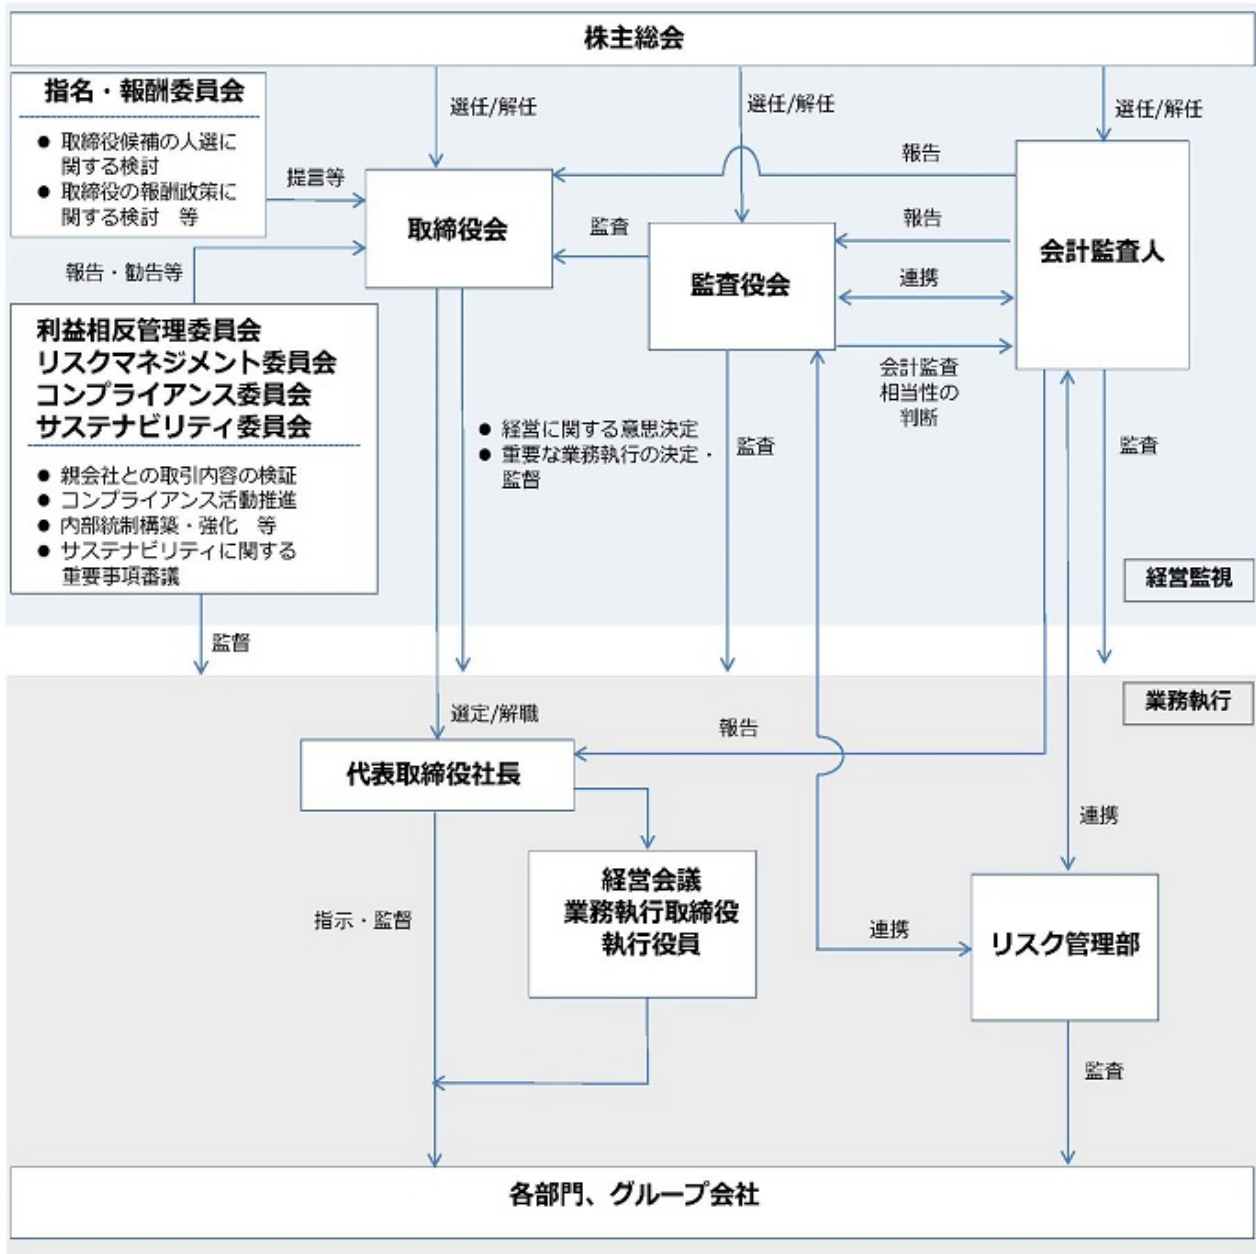 株主総会
指名・報酬委員会
● 取締役候補の人選に
関する検討
● 取締役の報酬政策に
関する検討　等
選任/解任
選任/解任
選任/解任
提言等
取締役会
報告
監査
報告
監査役会
連携
会計監査人
報告・勧告等
会計監査
相当性の
判断
利益相反管理委員会
リスクマネジメント委員会
コンプライアンス委員会
サステナビリティ委員会
● 親会社との取引内容の検証
● コンプライアンス活動推進
● 内部統制構築・強化　等
● サステナビリティに関する
重要事項審議
● 経営に関する意思決定
● 重要な業務執行の決定・
監督
監査
監査
経営監視
監督
業務執行
選定/解職
報告
代表取締役社長
連携
経営会議
業務執行取締役
執行役員
指示・監督
連携
リスク管理部
監査
各部門、グループ会社